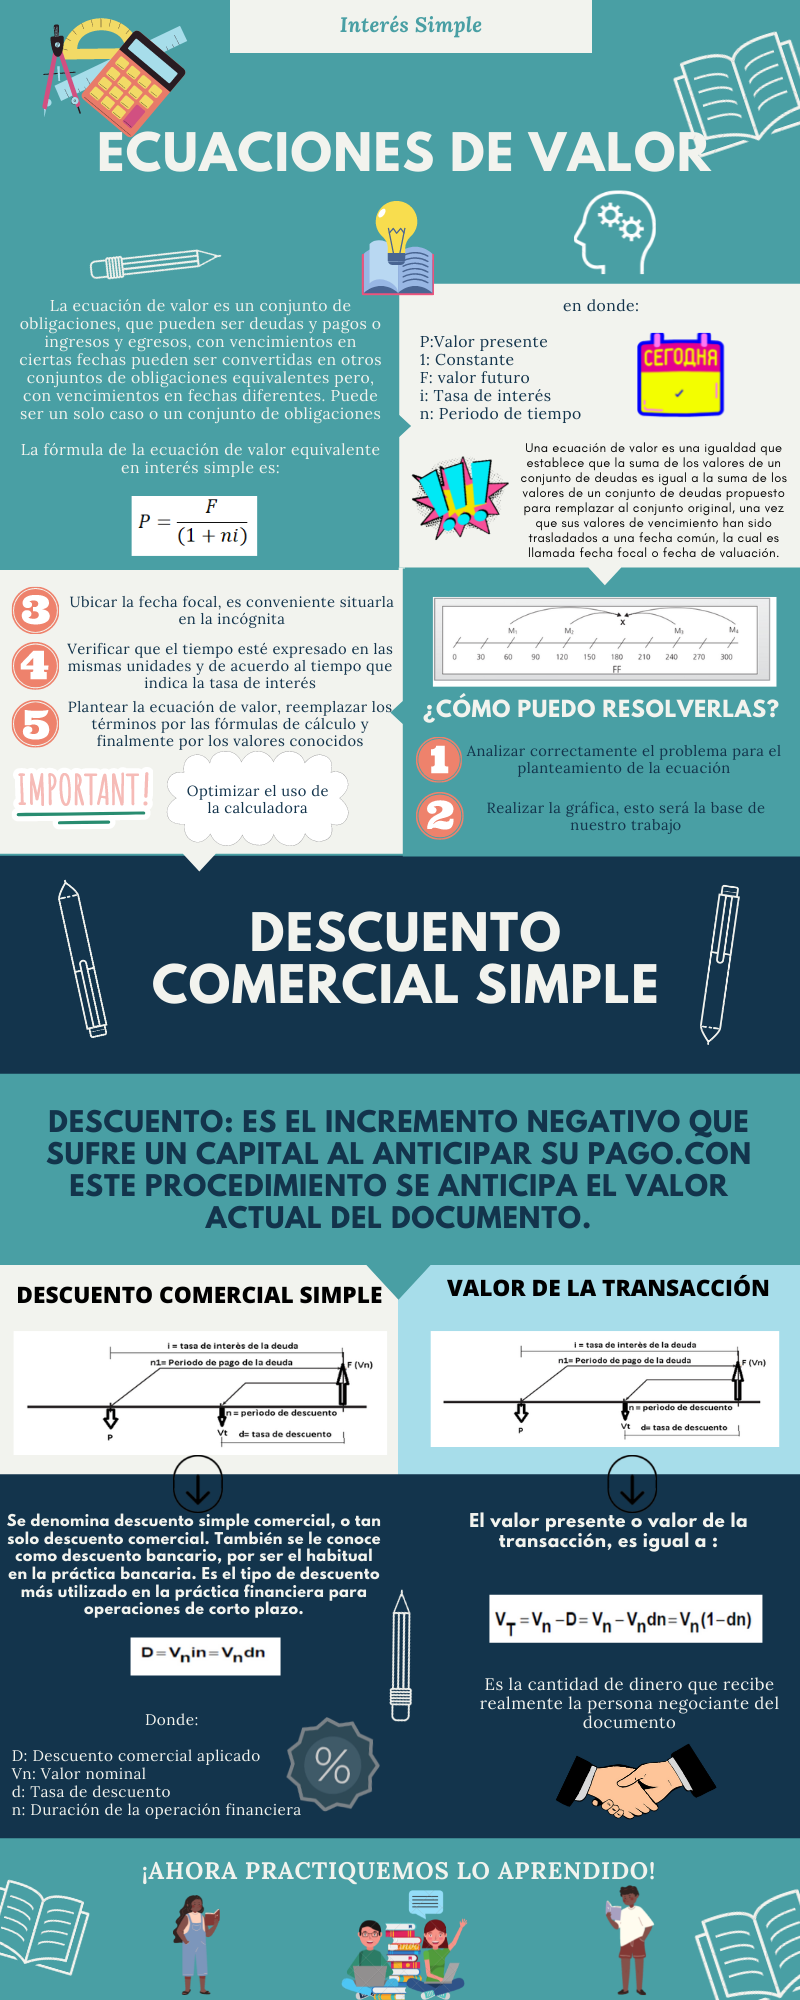 Interés Simple
ECUACIONES DE VALOR
La ecuación de valor es un conjunto de
obligaciones, que pueden ser deudas y pagos o
ingresos y egresos, con vencimientos en
ciertas fechas pueden ser convertidas en otros
conjuntos de obligaciones equivalentes pero,
con vencimientos en fechas diferentes. Puede
ser un solo caso o un conjunto de obligaciones
La fórmula de la ecuación de valor equivalente
en interés simple es:
P = F / (1 + ni)
en donde:
P:Valor presente
1: Constante
F: valor futuro
i: Tasa de interés
n: Periodo de tiempo
СЕГОДНЯ
Una ecuación de valor es una igualdad que
establece que la suma de los valores de un
conjunto de deudas es igual a la suma de los
valores de un conjunto de deudas propuesto
para remplazar al conjunto original, una vez
que sus valores de vencimiento han sido
trasladados a una fecha común, la cual es
llamada fecha focal o fecha de valuación.
!!!
M₁ M₂ X M₃ M₄
0 30 60 90 120 150 180 210 240 270 300
FF
¿CÓMO PUEDO RESOLVERLAS?
1 Analizar correctamente el problema para el
planteamiento de la ecuación
2 Realizar la gráfica, esto será la base de
nuestro trabajo
3 Ubicar la fecha focal, es conveniente situarla
en la incógnita
4 Verificar que el tiempo esté expresado en las
mismas unidades y de acuerdo al tiempo que
indica la tasa de interés
5 Plantear la ecuación de valor, reemplazar los
términos por las fórmulas de cálculo y
finalmente por los valores conocidos
IMPORTANT!
Optimizar el uso de
la calculadora
DESCUENTO
COMERCIAL SIMPLE
DESCUENTO: ES EL INCREMENTO NEGATIVO QUE
SUFRE UN CAPITAL AL ANTICIPAR SU PAGO.CON
ESTE PROCEDIMIENTO SE ANTICIPA EL VALOR
ACTUAL DEL DOCUMENTO.
DESCUENTO COMERCIAL SIMPLE
i = tasa de interès de la deuda
n1= Periodo de pago de la deuda
F (Vn)
n = perìodo de descuento
P
Vt
d= tasa de descuento
Se denomina descuento simple comercial, o tan
solo descuento comercial. También se le conoce
como descuento bancario, por ser el habitual
en la práctica bancaria. Es el tipo de descuento
más utilizado en la práctica financiera para
operaciones de corto plazo.
D=Vₙin=Vₙdn
Donde:
D: Descuento comercial aplicado
Vn: Valor nominal
d: Tasa de descuento
n: Duración de la operación financiera
%
VALOR DE LA TRANSACCIÓN
i = tasa de interès de la deuda
n1= Periodo de pago de la deuda
F (Vn)
n = perìodo de descuento
P
Vt
d= tasa de descuento
El valor presente o valor de la
transacción, es igual a :
V_T=Vₙ-D=Vₙ-Vₙdn=Vₙ(1-dn)
Es la cantidad de dinero que recibe
realmente la persona negociante del
documento
¡AHORA PRACTIQUEMOS LO APRENDIDO!